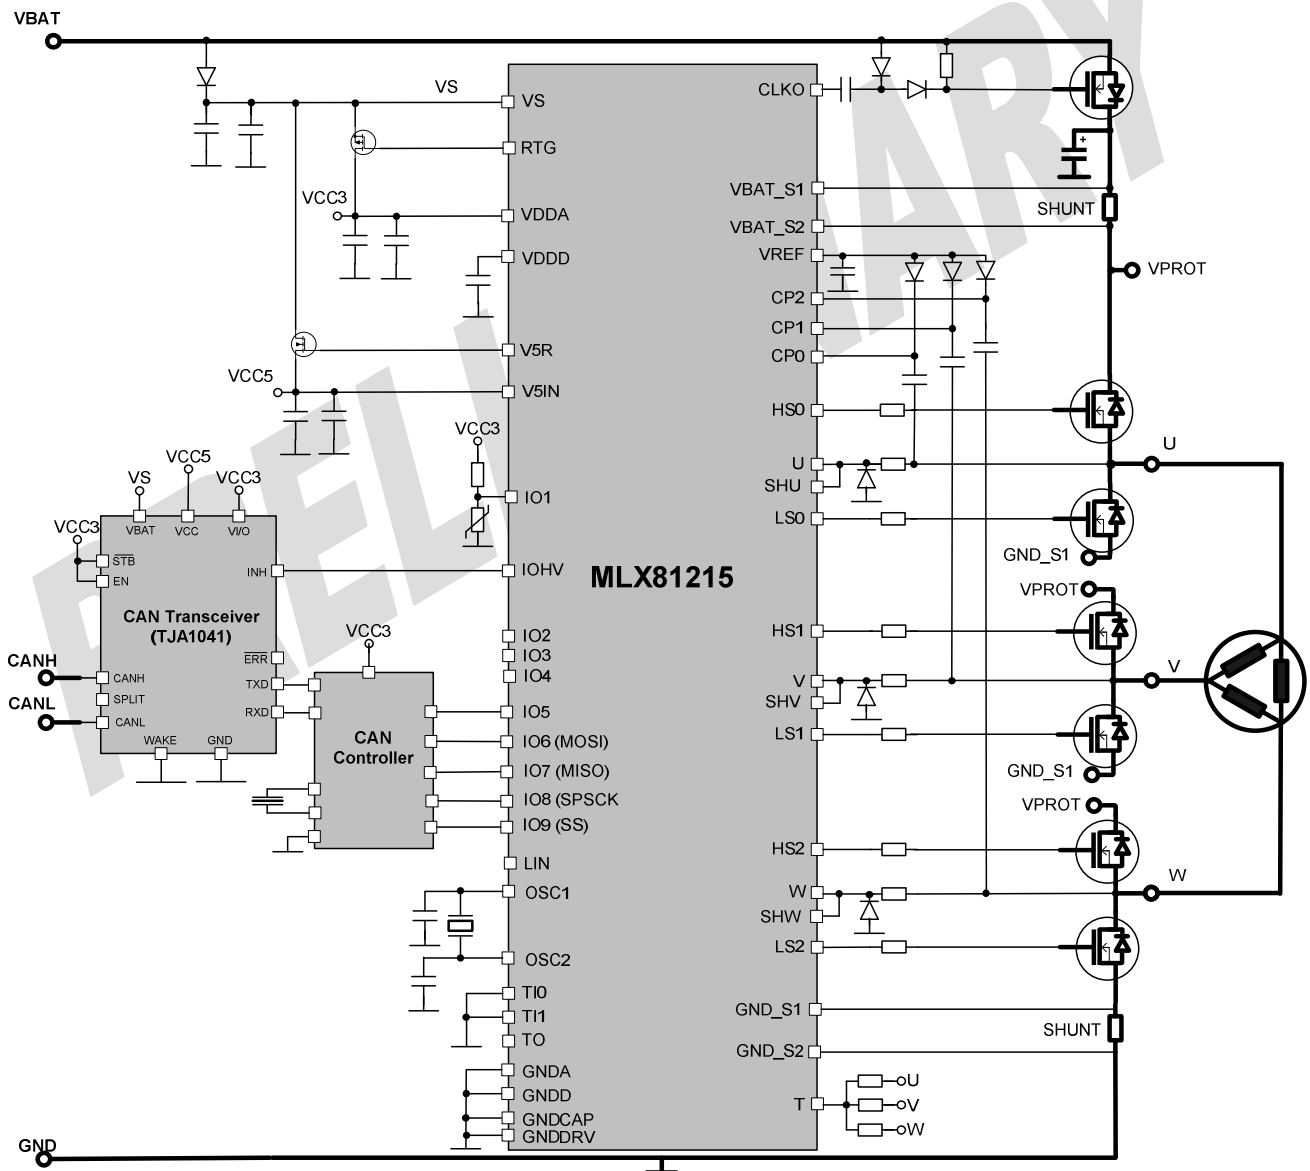 VBAT
VS
VS
CLKO
RTG
VCC3
VDDA
VBAT_S1
SHUNT
VBAT_S2
VDDD
VREF
VPROT
CP2
CP1
CP0
V5R
VCC5
V5IN
HS0
VCC3
U
U
SHU
IO1
LS0
GND_S1
VS
VCC5
VCC3
VCC3
VBAT
VCC
VI/O
STB
EN
INH
IOHV
MLX81215
VPROT
CAN Transceiver
(TJA1041)
HS1
VCC3
IO2
IO3
IO4
ERR
CANH
CANH
TXD
V
V
SHV
CANL
SPLIT
CANL
RXD
IO5
LS1
WAKE
GND
CAN
Controller
IO6 (MOSI)
IO7 (MISO)
IO8 (SPSCK
IO9 (SS)
GND_S1
VPROT
HS2
LIN
OSC1
W
W
SHW
LS2
OSC2
TI0
TI1
TO
GND_S1
SHUNT
GND_S2
GNDA
GNDD
GNDCAP
GNDDRV
T
U
V
W
GND